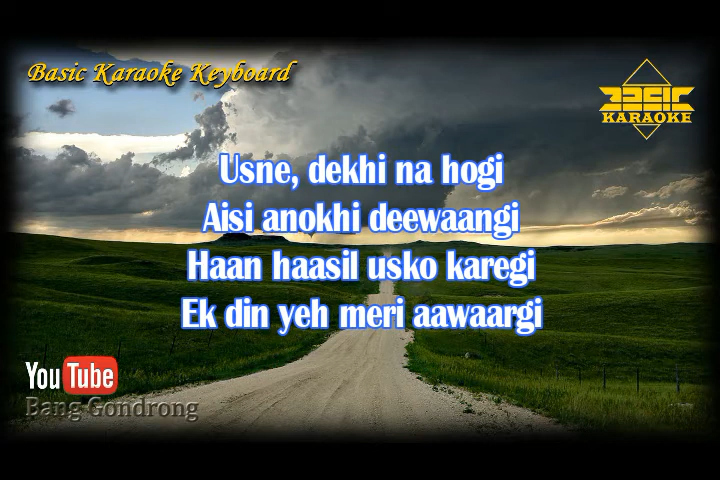 Basic Karaoke Keyboard
BASIC
KARAOKE
Usne, dekhi na hogi
Aisi anokhi deewaangi
Haan haasil usko karegi
Ek din yeh meri aawaargi
YouTube
Bang Gondrong